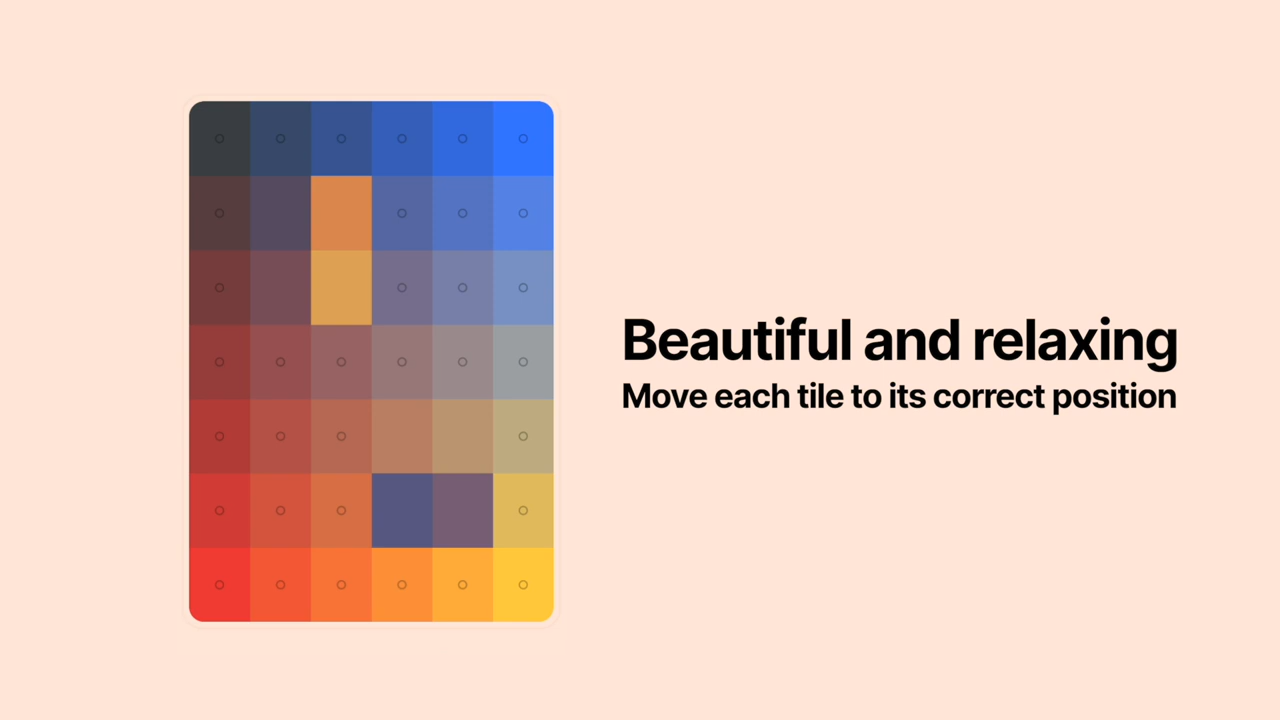 Beautiful and relaxing
Move each tile to its correct position